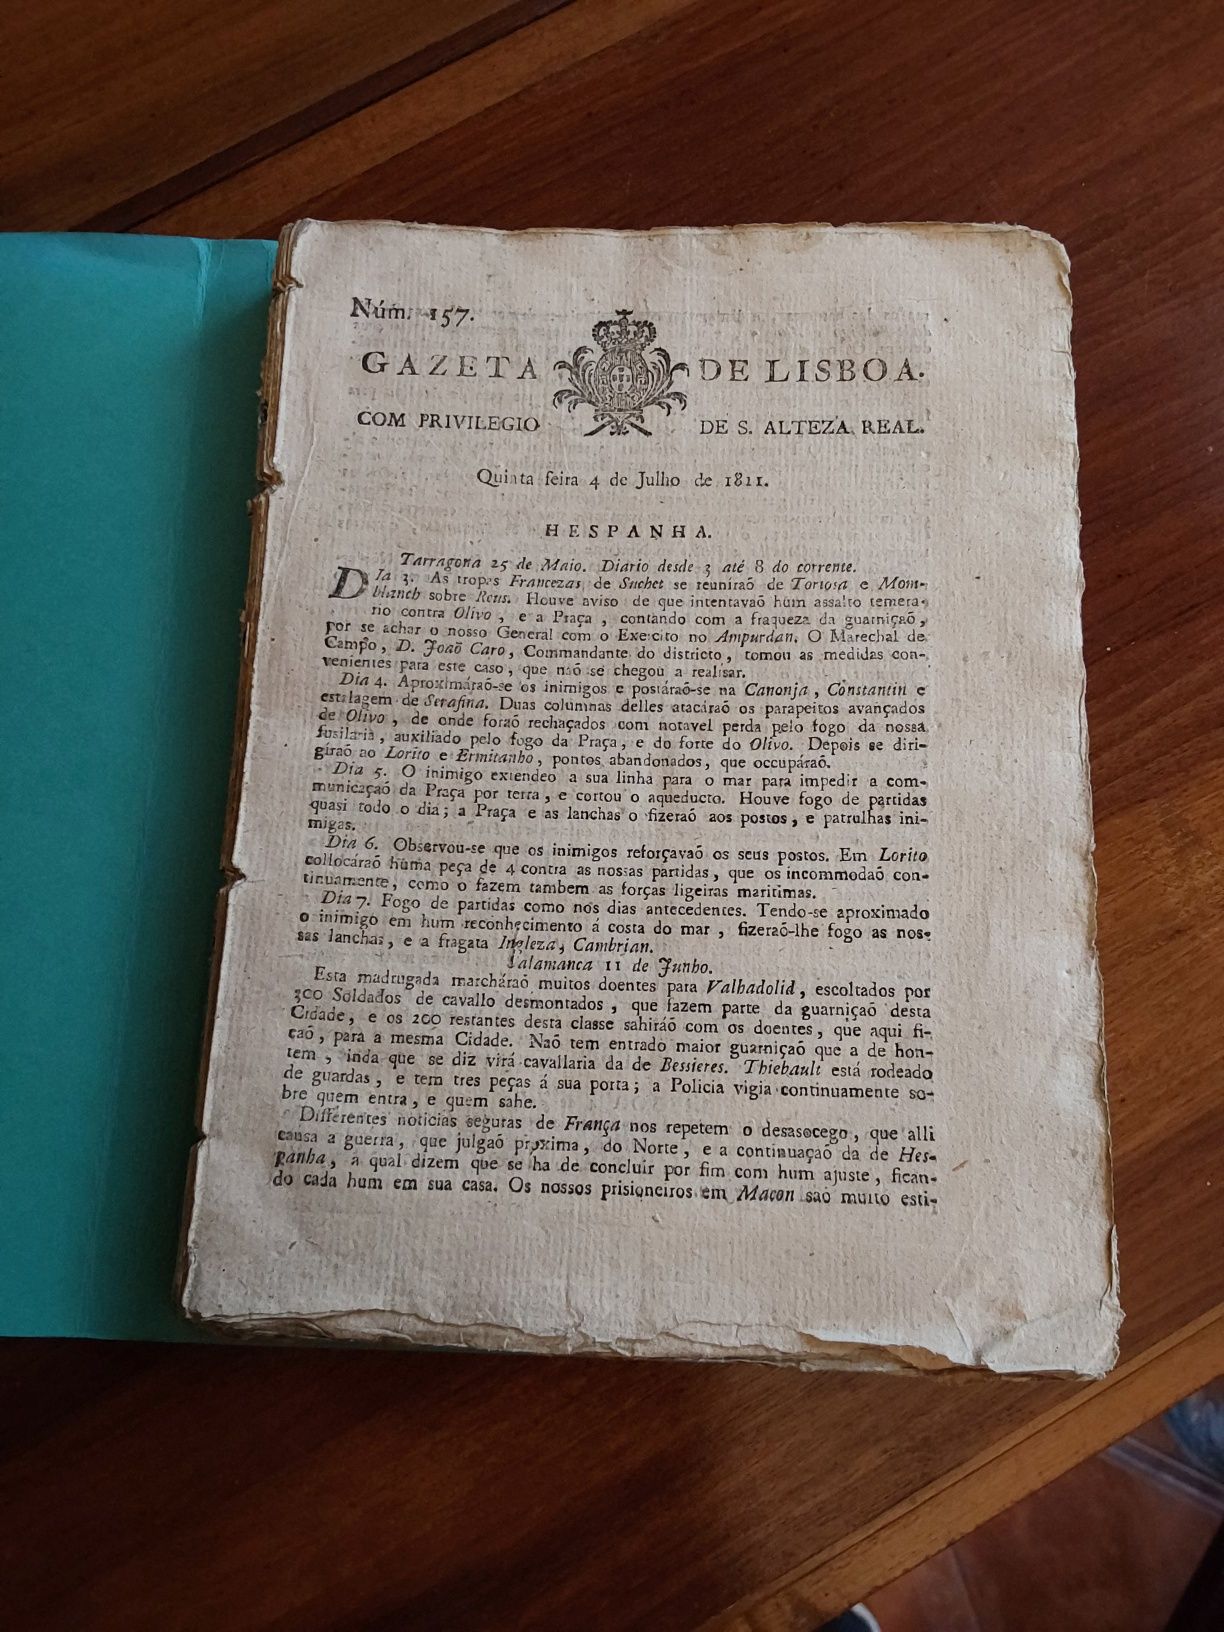 Núm. 157.
GAZETA DE LISBOA.
COM PRIVILEGIO DE S. ALTEZA REAL.
Quinta feira 4 de Julho de 1811.
HESPANHA.
Tarragona 25 de Maio. Diario desde 3 até 8 do corrente.
DIa 3. As tropes Francezas de Suchet se reuniraõ de Tortosa e Mom-
blanch sobre Reus. Houve aviso de que intentavaõ hum assalto temera-
rio contra Olivo, e a Praça, contando com a fraqueza da guarniçaõ,
por se achar o nosso General com o Exercito no Ampurdan. O Marechal de
Campo, D. Joaõ Caro, Commandante do districto, tomou as medidas con-
venientes para este caso, que naõ se chegou a realisar.
Dia 4. Aproximáraõ-se os inimigos e postáraõ-se na Canonja, Constantin e
estalagem de Serafina. Duas columnas delles atacáraõ os parapeitos avançados
de Olivo, de onde foraõ rechaçados com notavel perda pelo fogo da nossa
fusilaria, auxiliado pelo fogo da Praça, e do forte do Olivo. Depois se diri-
giraõ ao Lorito e Ermitanho, pontos abandonados, que occupáraõ.
Dia 5. O inimigo extendeo a sua linha para o mar para impedir a com-
municaçaõ da Praça por terra, e cortou o aqueducto. Houve fogo de partidas
quasi todo o dia; a Praça e as lanchas o fizeraõ aos postos, e patrulhas ini-
migas.
Dia 6. Observou-se que os inimigos reforçavaõ os seus postos. Em Lorito
collocáraõ huma peça de 4 contra as nossas partidas, que os incommodaõ con-
tinuamente, como o fazem tambem as forças ligeiras maritimas.
Dia 7. Fogo de partidas como nos dias antecedentes. Tendo-se aproximado
o inimigo em hum reconhecimento á costa do mar, fizeraõ-lhe fogo as nos-
sas lanchas, e a fragata Ingleza, Cambrian.
Salamanca 11 de Junho.
Esta madrugada marcháraõ muitos doentes para Valhadolid, escoltados por
300 Soldados de cavallo desmontados, que fazem parte da guarniçaõ desta
Cidade, e os 200 restantes desta classe sahiráõ com os doentes, que aqui fi-
caõ, para a mesma Cidade. Naõ tem entrado maior guarniçaõ que a de hon-
tem, inda que se diz virá cavallaria da de Bessieres. Thiebault está rodeado
de guardas, e tem tres peças á sua porta; a Policia vigia continuamente so-
bre quem entra, e quem sahe.
Differentes noticias seguras de França nos repetem o desasocego, que alli
causa a guerra, que julgaõ proxima, do Norte, e a continuaçaõ da de Hes-
panha, a qual dizem que se ha de concluir por fim com hum ajuste, fican-
do cada hum em sua casa. Os nossos prisioneiros em Macon saõ muito esti-